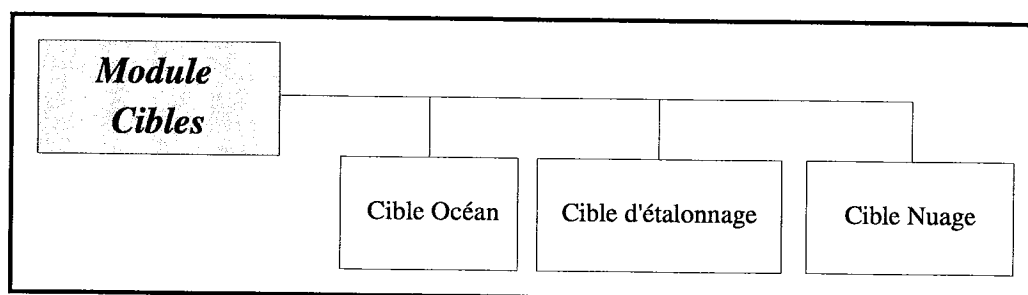 Module
Cibles
Cible Océan
Cible d'étalonnage
Cible Nuage